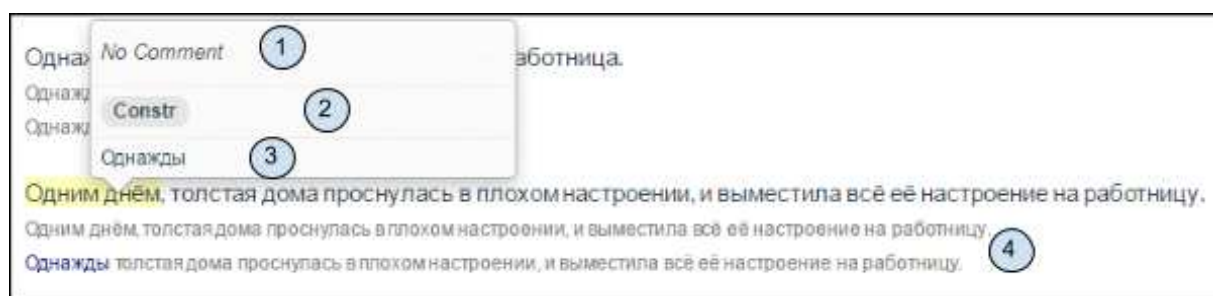 Одна
No Comment
1
аботница.
Однаж
Constr
2
Однаж
Однажды
3
Одним днём, толстая дома проснулась в плохом настроении, и выместила всё её настроение на работницу.
Одним днём, толстая дома проснулась в плохом настроении, и выместила всё её настроение на работницу.
4
Однажды толстая дома проснулась в плохом настроении, и выместила всё её настроение на работницу.